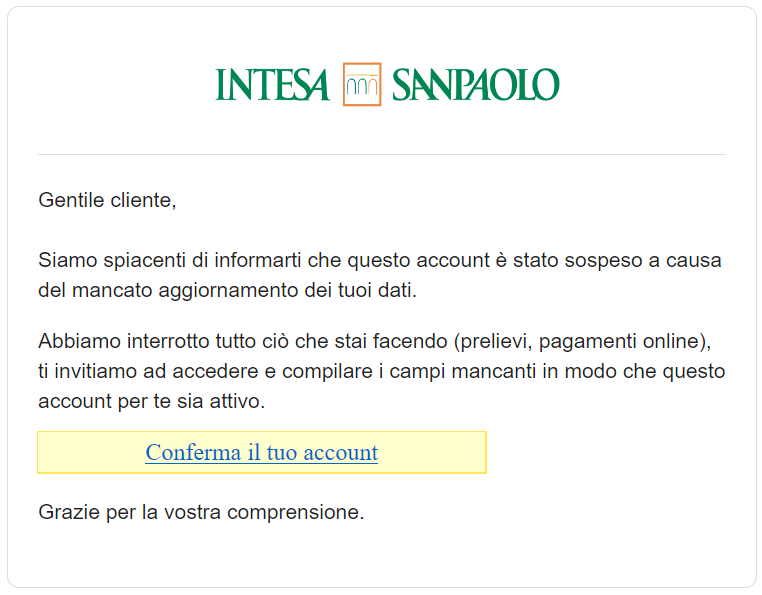 INTESA SANPAOLO
Gentile cliente,
Siamo spiacenti di informarti che questo account è stato sospeso a causa
del mancato aggiornamento dei tuoi dati.
Abbiamo interrotto tutto ciò che stai facendo (prelievi, pagamenti online),
ti invitiamo ad accedere e compilare i campi mancanti in modo che questo
account per te sia attivo.
Conferma il tuo account
Grazie per la vostra comprensione.